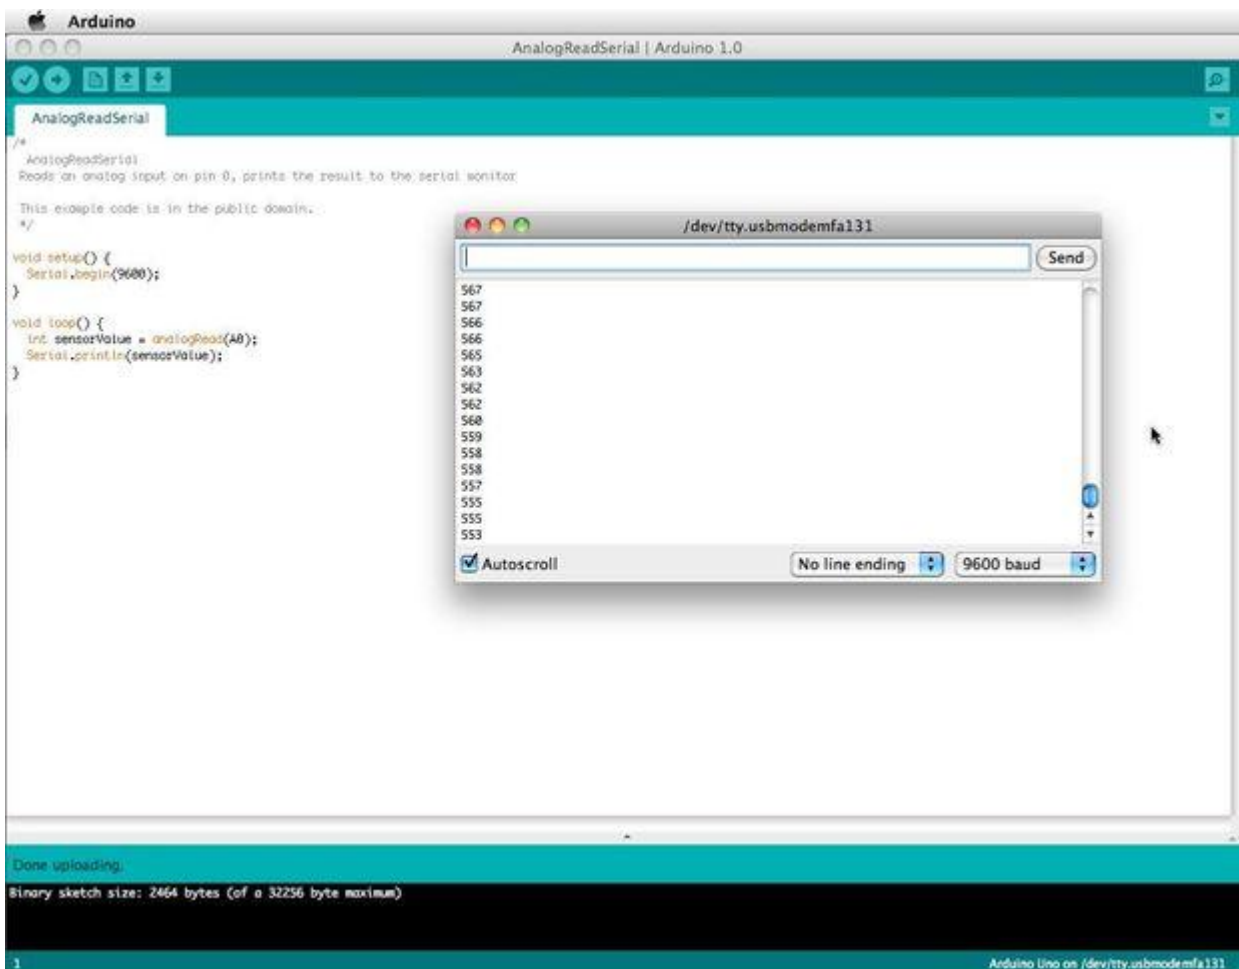 Arduino
AnalogReadSerial | Arduino 1.0
AnalogReadSerial
/*
AnalogReadSerial
Reads an analog input on pin 0, prints the result to the serial monitor
This example code is in the public domain.
*/
void setup() {
Serial.begin(9600);
}
void loop() {
int sensorValue = analogRead(A0);
Serial.println(sensorValue);
}
/dev/tty.usbmodemfa131
Send
567
567
566
566
565
563
562
562
560
559
558
558
557
555
555
553
Autoscroll
No line ending
9600 baud
Done uploading.
Binary sketch size: 2464 bytes (of a 32256 byte maximum)
1
Arduino Uno on /dev/tty.usbmodemfa131